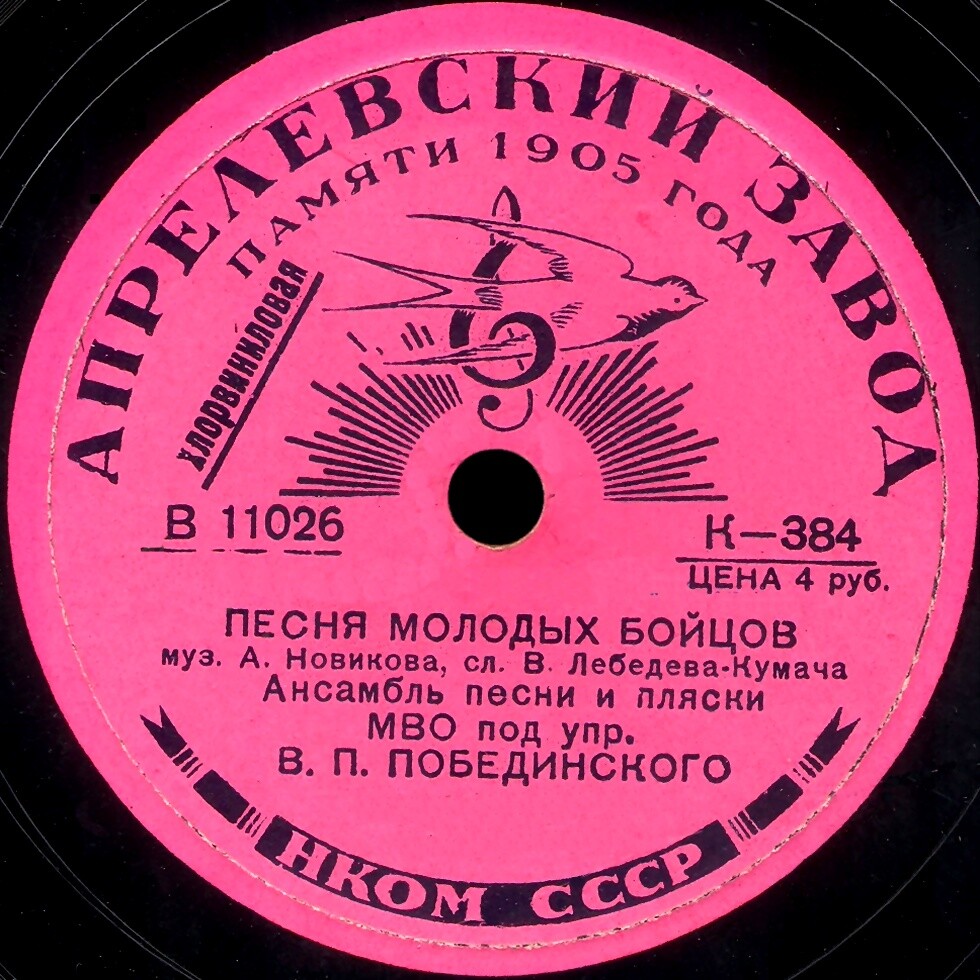 АПРЕЛЕВСКИЙ ЗАВОД
ПАМЯТИ 1905 ГОДА
хлорвиниловая
В 11026
К—384
ЦЕНА 4 руб.
ПЕСНЯ МОЛОДЫХ БОЙЦОВ
муз. А. Новикова, сл. В. Лебедева-Кумача
Ансамбль песни и пляски
МВО под упр.
В. П. ПОБЕДИНСКОГО
НКОМ СССР